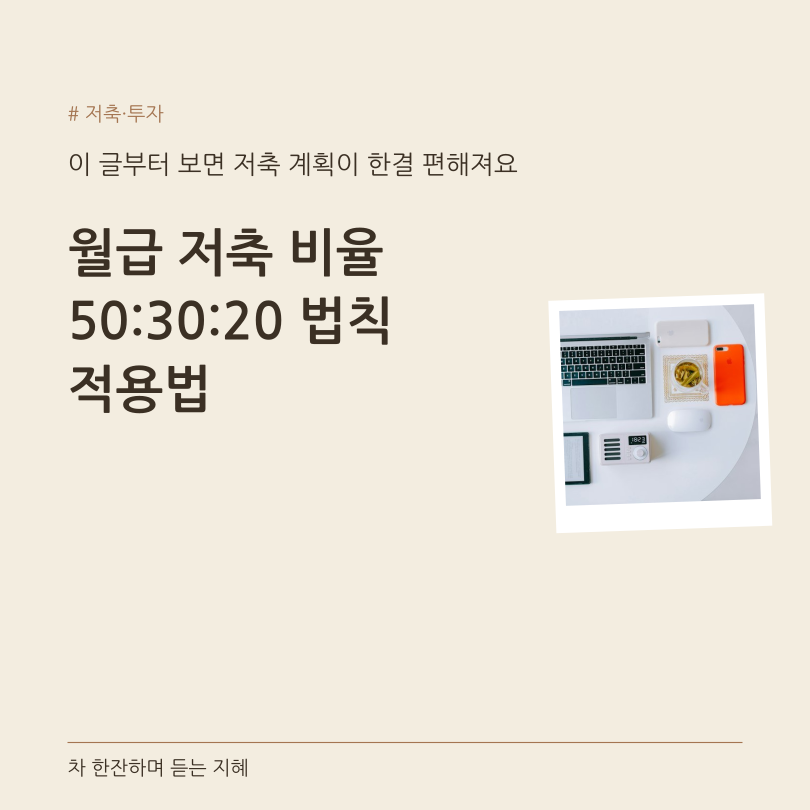 # 저축·투자
이 글부터 보면 저축 계획이 한결 편해져요
월급 저축 비율
50:30:20 법칙
적용법
차 한잔하며 듣는 지혜